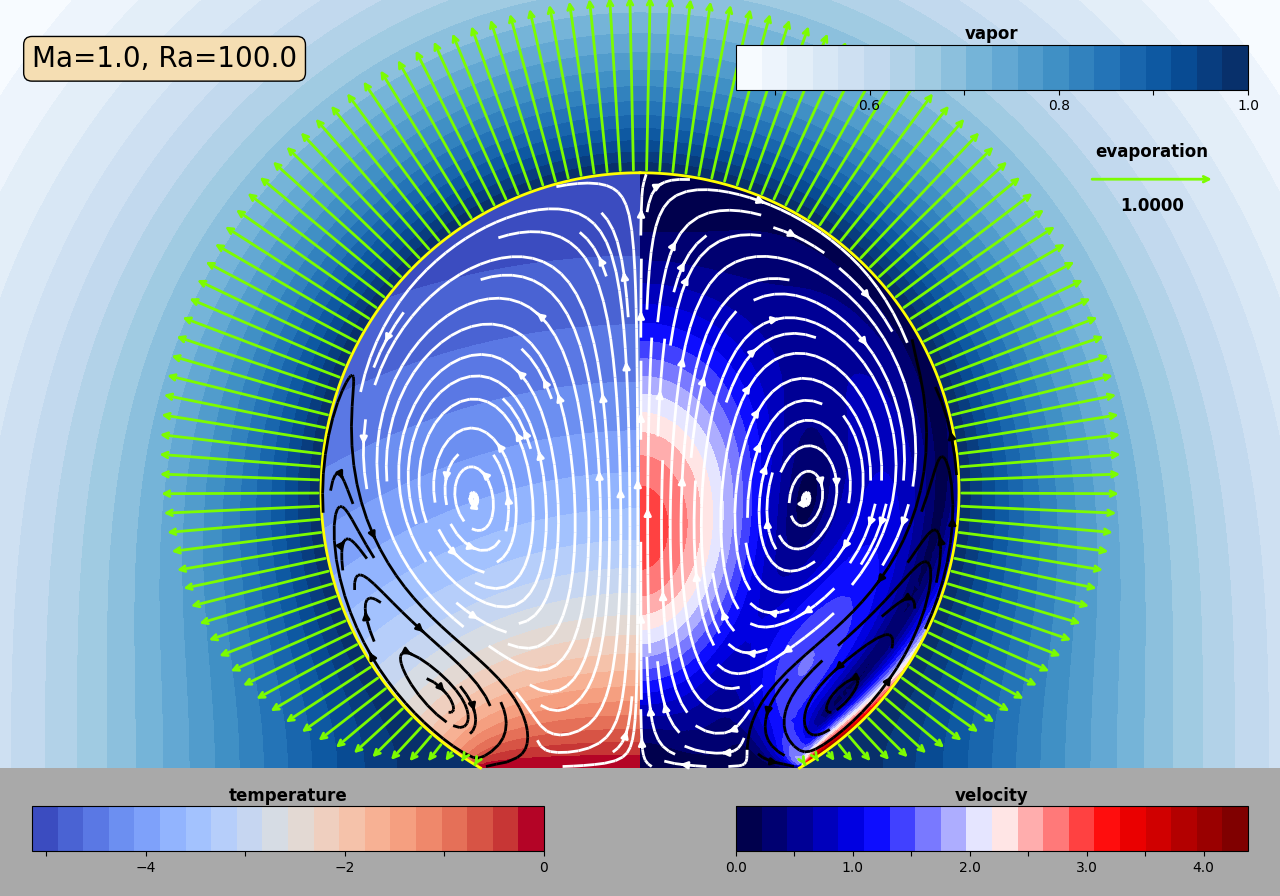 Ma=1.0, Ra=100.0
vapor
0.6 0.8 1.0
evaporation
1.0000
temperature
−4 −2 0
velocity
0.0 1.0 2.0 3.0 4.0